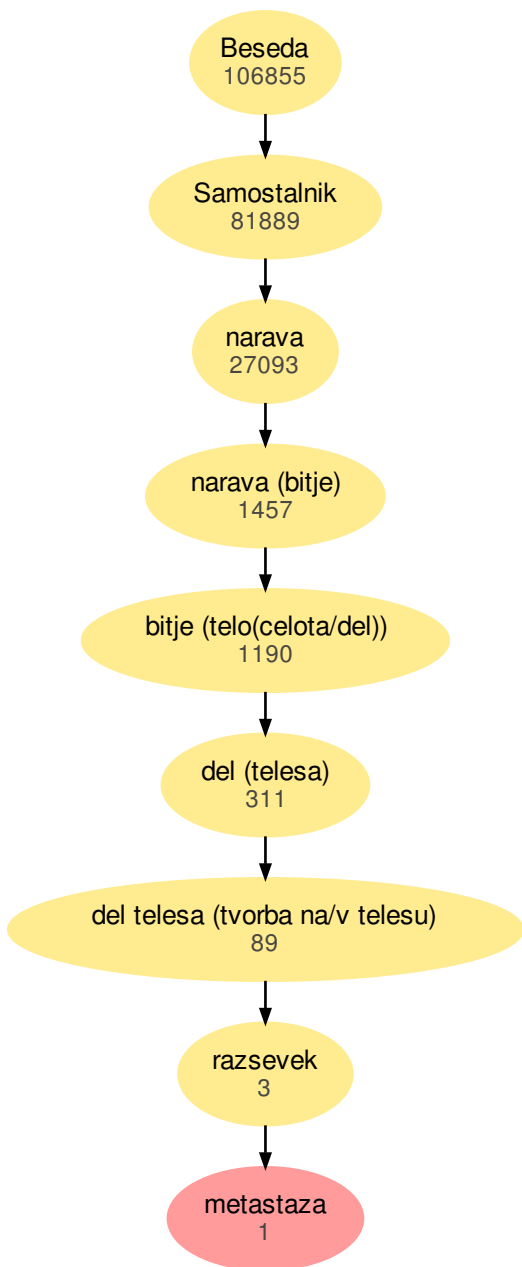 Beseda
106855
Samostalnik
81889
narava
27093
narava (bitje)
1457
bitje (telo(celota/del))
1190
del (telesa)
311
del telesa (tvorba na/v telesu)
89
razsevek
3
metastaza
1